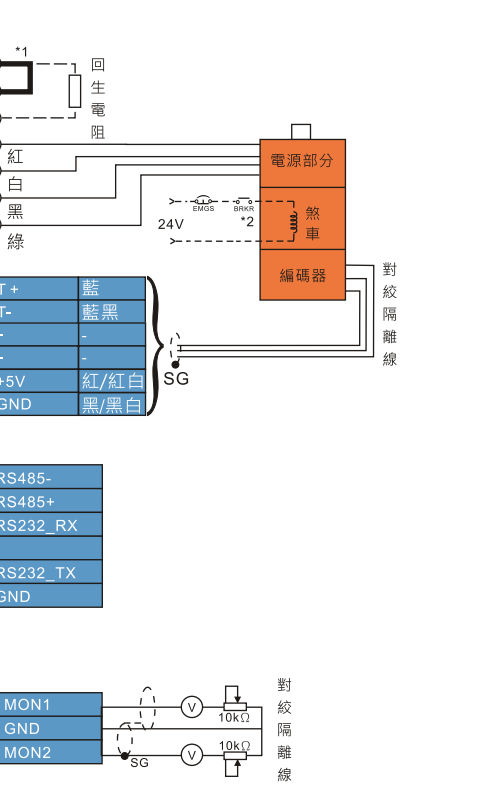 *1
回生電阻
紅
白
黑
綠
電源部分
EMGS
BRKR
24V
*2
煞車
編碼器
對絞隔離線
T+ 藍
T- 藍黑
- -
- -
+5V 紅/紅白
GND 黑/黑白
SG
RS485-
RS485+
RS232_RX
RS232_TX
GND
MON1
GND
MON2
SG
V
10kΩ
V
10kΩ
對絞隔離線